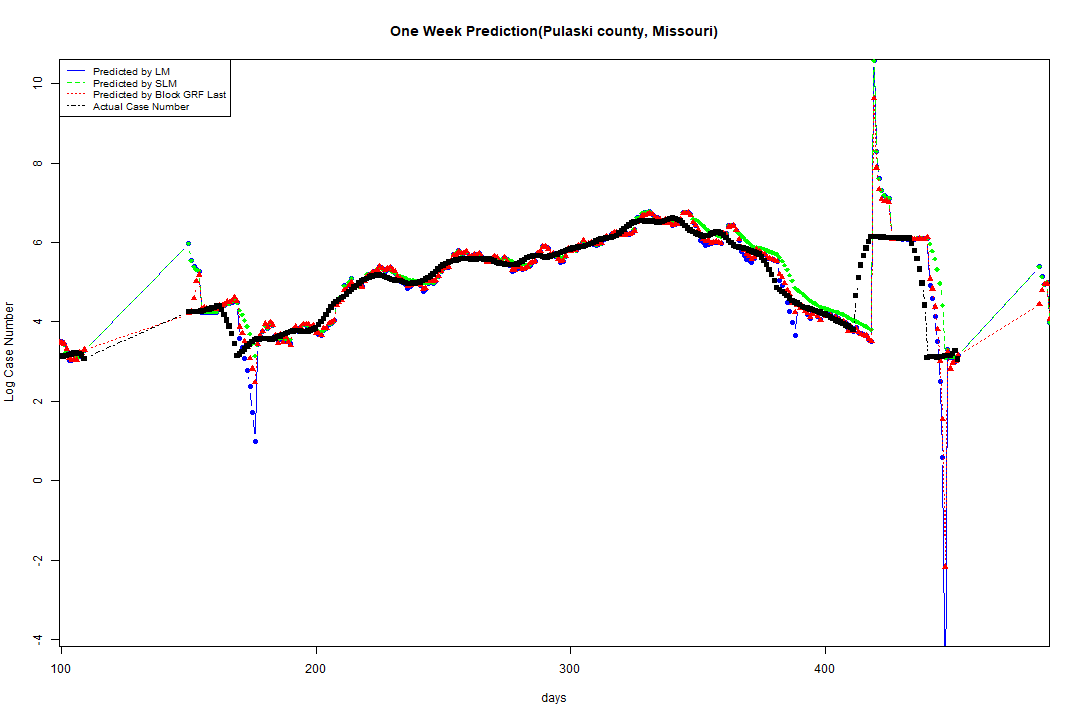 One Week Prediction(Pulaski county, Missouri)
Predicted by LM
Predicted by SLM
Predicted by Block GRF Last
Actual Case Number
10
8
6
4
2
0
-2
-4
Log Case Number
100 200 300 400
days